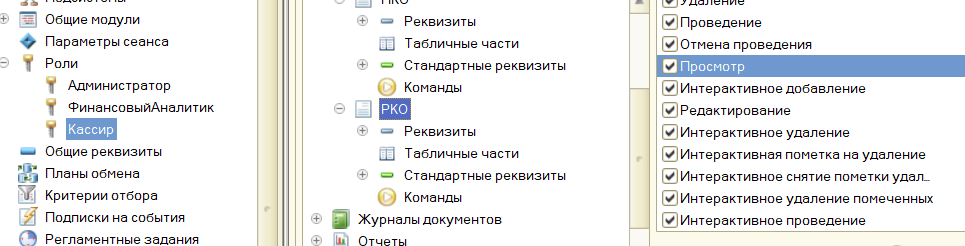 Общие модули
Параметры сеанса
Роли
Администратор
ФинансовыйАналитик
Кассир
Общие реквизиты
Планы обмена
Критерии отбора
Подписки на события
Регламентные задания
ПКО
Реквизиты
Табличные части
Стандартные реквизиты
Команды
РКО
Реквизиты
Табличные части
Стандартные реквизиты
Команды
Журналы документов
Отчеты
Удаление
Проведение
Отмена проведения
Просмотр
Интерактивное добавление
Редактирование
Интерактивное удаление
Интерактивная пометка на удаление
Интерактивное снятие пометки удал...
Интерактивное удаление помеченных
Интерактивное проведение